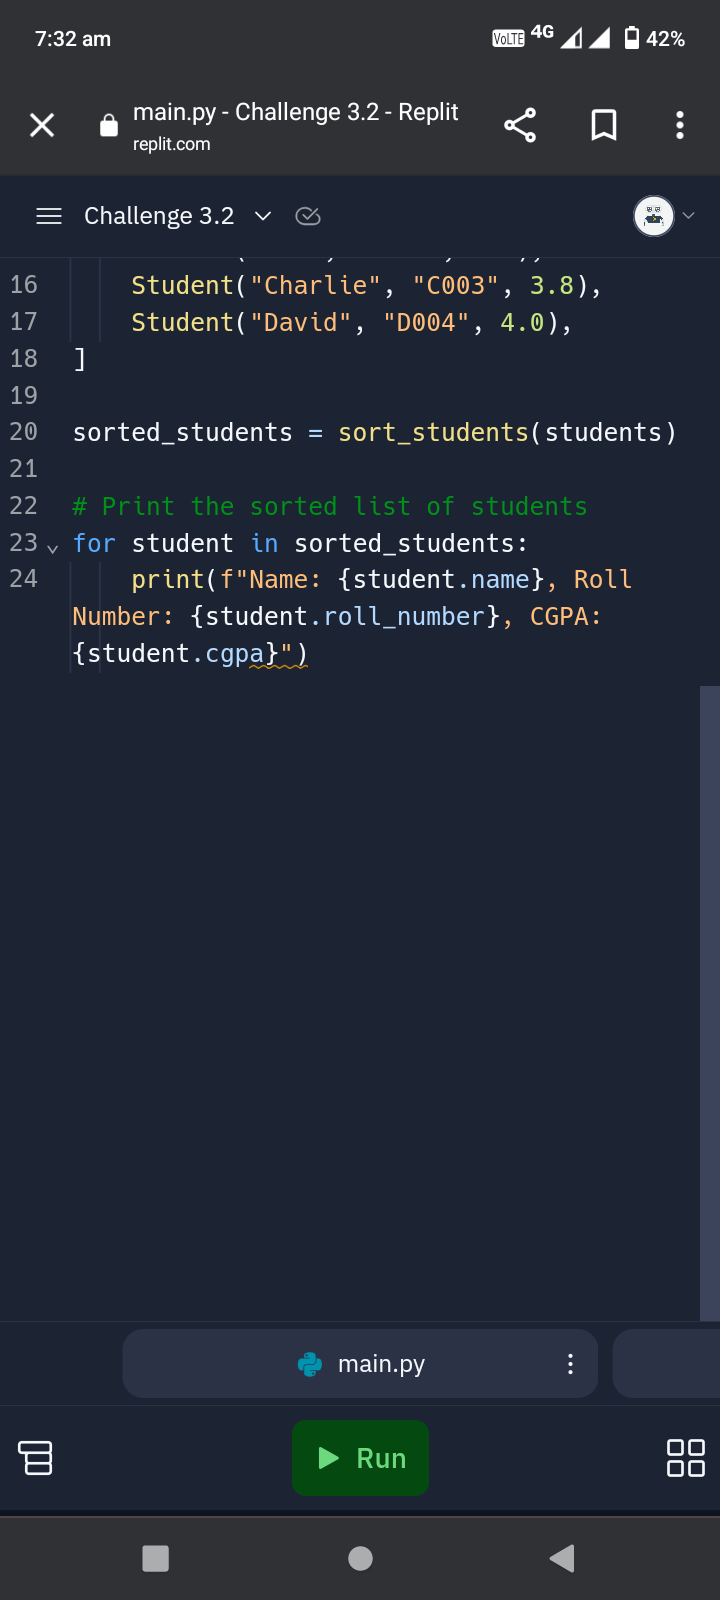 7:32 am VoLTE 4G 42%
main.py - Challenge 3.2 - Replit
replit.com
Challenge 3.2
16 Student("Charlie", "C003", 3.8),
17 Student("David", "D004", 4.0),
18 ]
19
20 sorted_students = sort_students(students)
21
22 # Print the sorted list of students
23 for student in sorted_students:
24 print(f"Name: {student.name}, Roll
Number: {student.roll_number}, CGPA:
{student.cgpa}")
main.py
Run